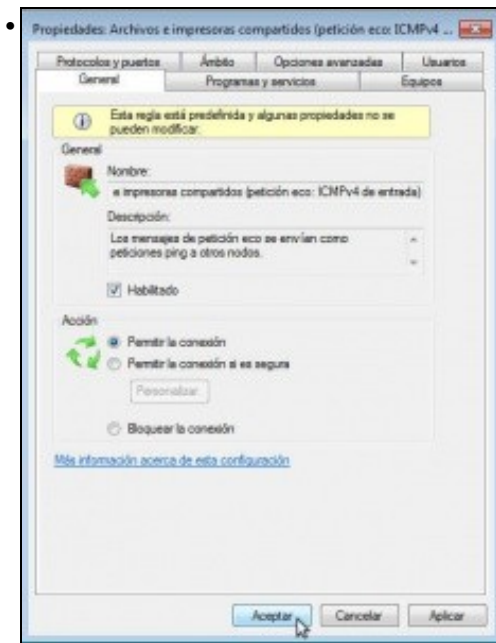 Propiedades: Archivos e impresoras compartidos (petición eco: ICMPv4 ...
Protocolos y puertos Ámbito Opciones avanzadas Usuarios
General Programas y servicios Equipos
Esta regla está predefinida y algunas propiedades no se
pueden modificar.
General
Nombre:
e impresoras compartidos (petición eco: ICMPv4 de entrada)
Descripción:
Los mensajes de petición eco se envían como
peticiones ping a otros nodos.
Habilitado
Acción
Permitir la conexión
Permitir la conexión si es segura
Personalizar...
Bloquear la conexión
Más información acerca de esta configuración
Aceptar Cancelar Aplicar